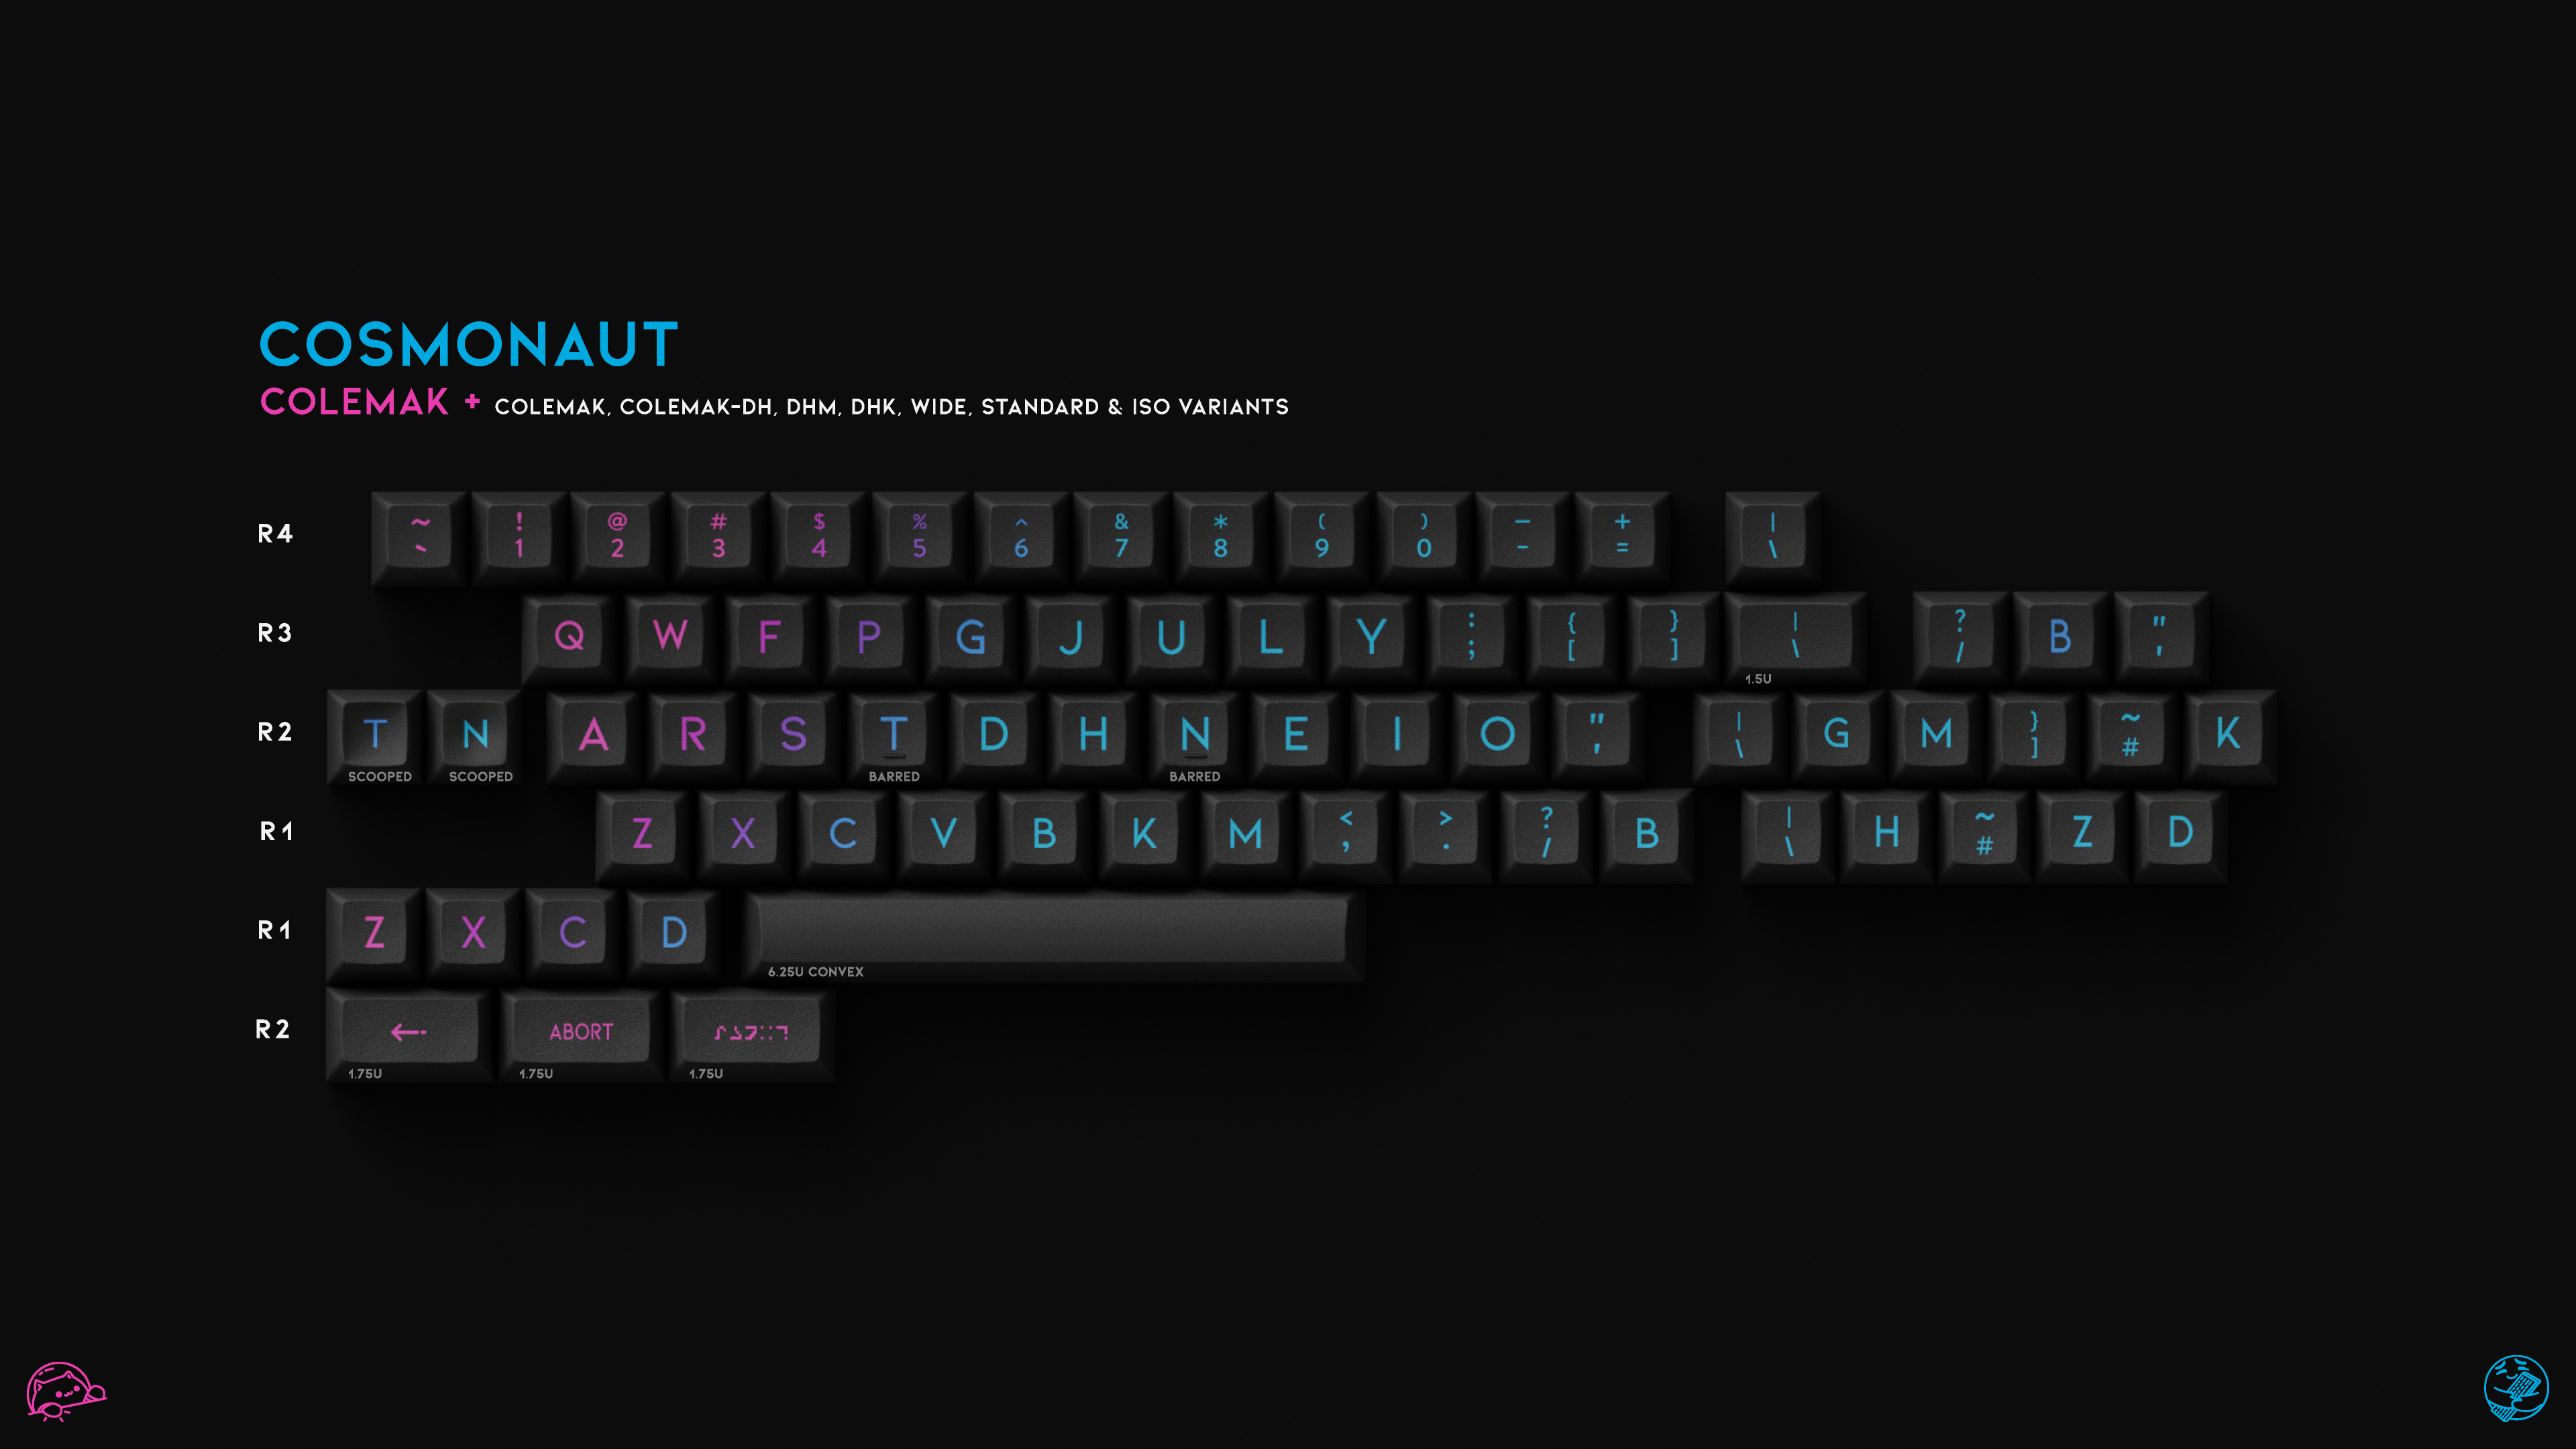 COSMONAUT
COLEMAK + COLEMAK, COLEMAK-DH, DHM, DHK, WIDE, STANDARD & ISO VARIANTS
R4 ~ ` ! 1 @ 2 # 3 $ 4 % 5 ^ 6 & 7 * 8 ( 9 ) 0 _ - + = | \
R3 Q W F P G J U L Y : ; { [ } ] | \ ? / B " '
1.5U
R2 T N A R S T D H N E I O " ' | \ G M } ] ~ # K
SCOOPED SCOOPED BARRED BARRED
R1 Z X C V B K M < , > . ? / B | \ H ~ # Z D
R1 Z X C D
6.25U CONVEX
R2 ← ABORT
1.75U 1.75U 1.75U